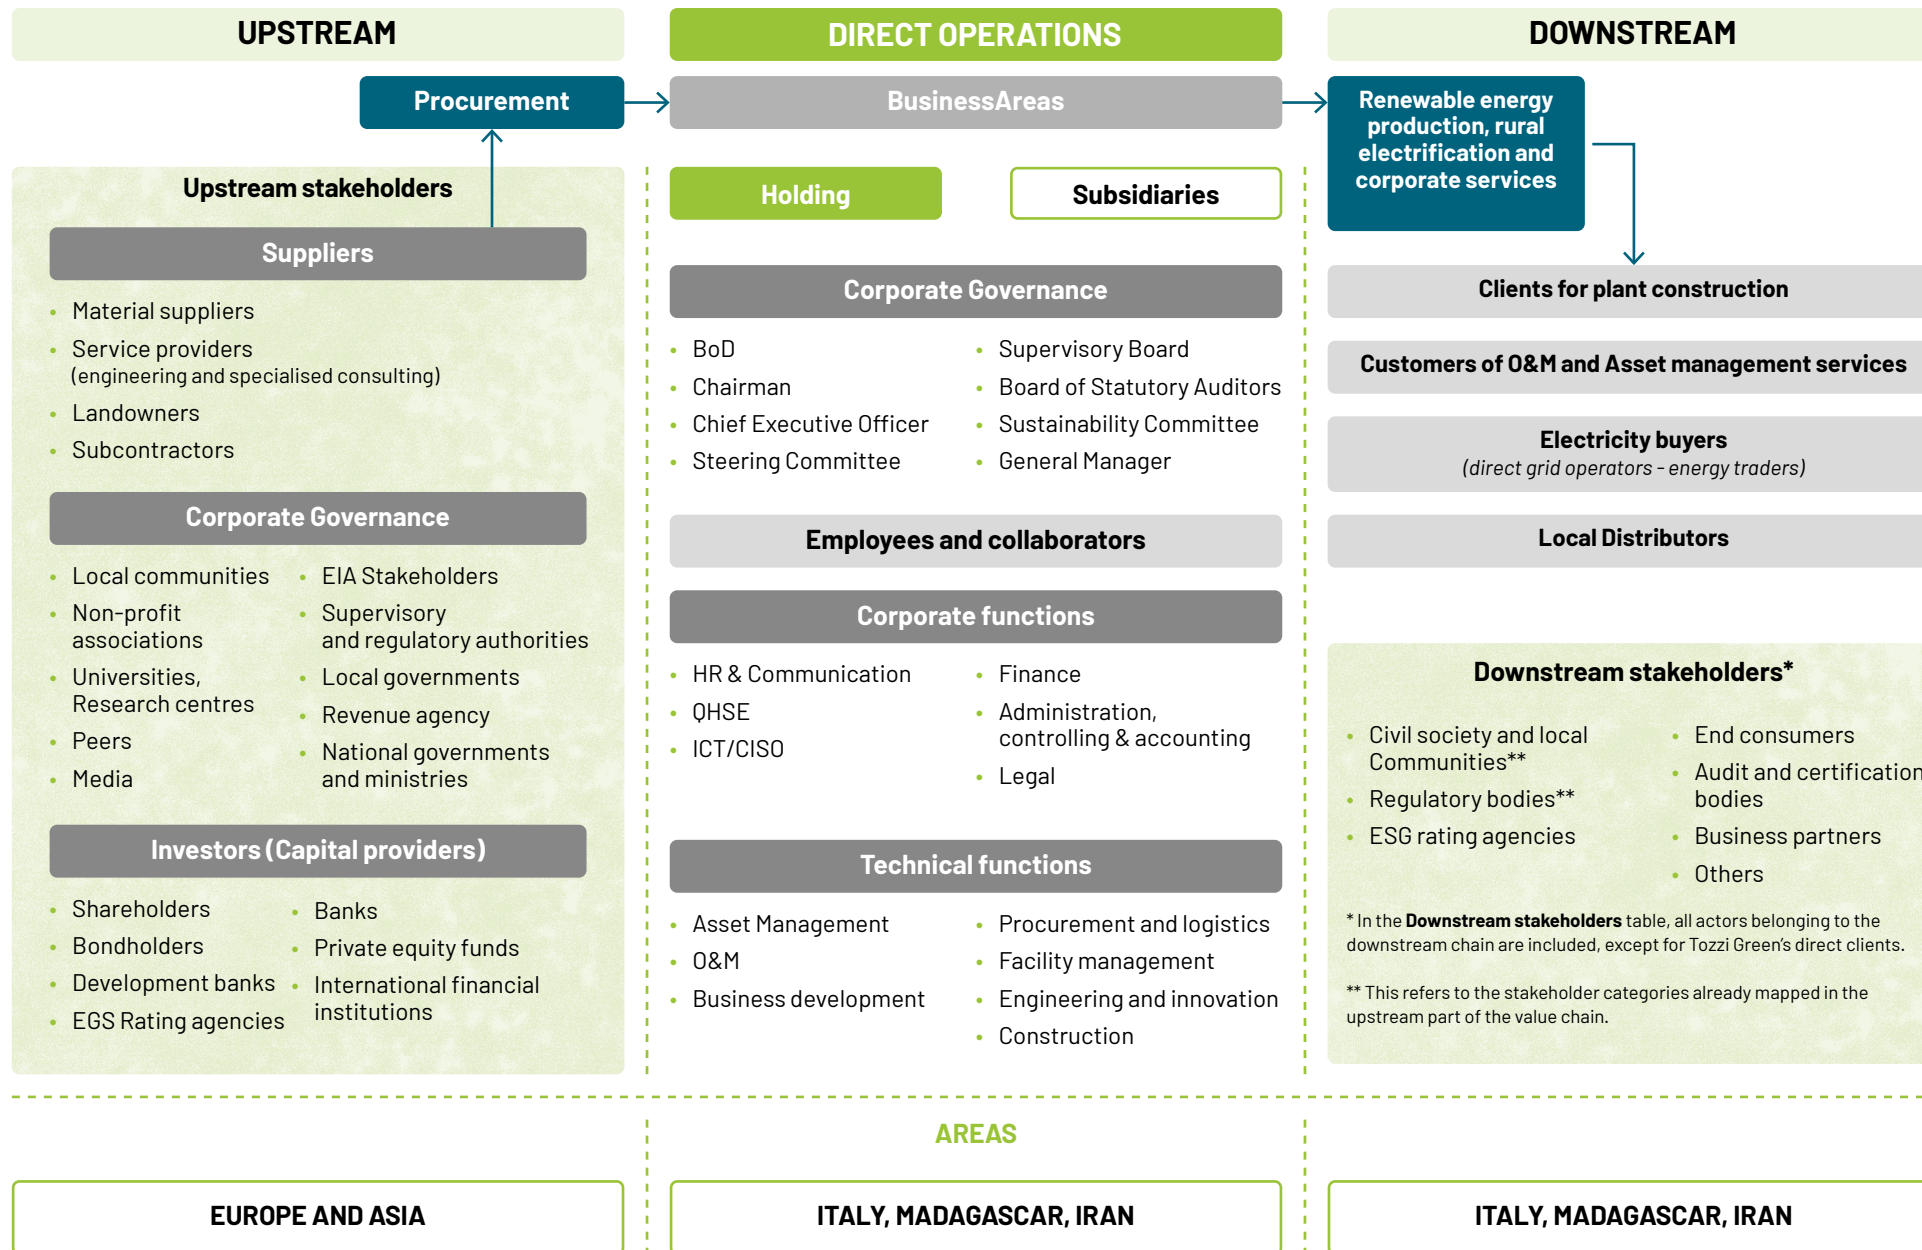 UPSTREAM
Procurement
Upstream stakeholders
Suppliers
• Material suppliers
• Service providers
(engineering and specialised consulting)
• Landowners
• Subcontractors
Corporate Governance
• Local communities
• Non-profit
associations
• Universities,
Research centres
• Peers
• Media
• EIA Stakeholders
• Supervisory
and regulatory authorities
• Local governments
• Revenue agency
• National governments
and ministries
Investors (Capital providers)
• Shareholders
• Bondholders
• Development banks
• EGS Rating agencies
• Banks
• Private equity funds
• International financial
institutions
DIRECT OPERATIONS
BusinessAreas
Holding
Subsidiaries
Corporate Governance
• BoD
• Chairman
• Chief Executive Officer
• Steering Committee
• Supervisory Board
• Board of Statutory Auditors
• Sustainability Committee
• General Manager
Employees and collaborators
Corporate functions
• HR & Communication
• QHSE
• ICT/CISO
• Finance
• Administration,
controlling & accounting
• Legal
Technical functions
• Asset Management
• O&M
• Business development
• Procurement and logistics
• Facility management
• Engineering and innovation
• Construction
DOWNSTREAM
Renewable energy
production, rural
electrification and
corporate services
Clients for plant construction
Customers of O&M and Asset management services
Electricity buyers
(direct grid operators - energy traders)
Local Distributors
Downstream stakeholders*
• Civil society and local
Communities**
• Regulatory bodies**
• ESG rating agencies
• End consumers
• Audit and certification
bodies
• Business partners
• Others
* In the Downstream stakeholders table, all actors belonging to the
downstream chain are included, except for Tozzi Green's direct clients.
** This refers to the stakeholder categories already mapped in the
upstream part of the value chain.
AREAS
EUROPE AND ASIA
ITALY, MADAGASCAR, IRAN
ITALY, MADAGASCAR, IRAN